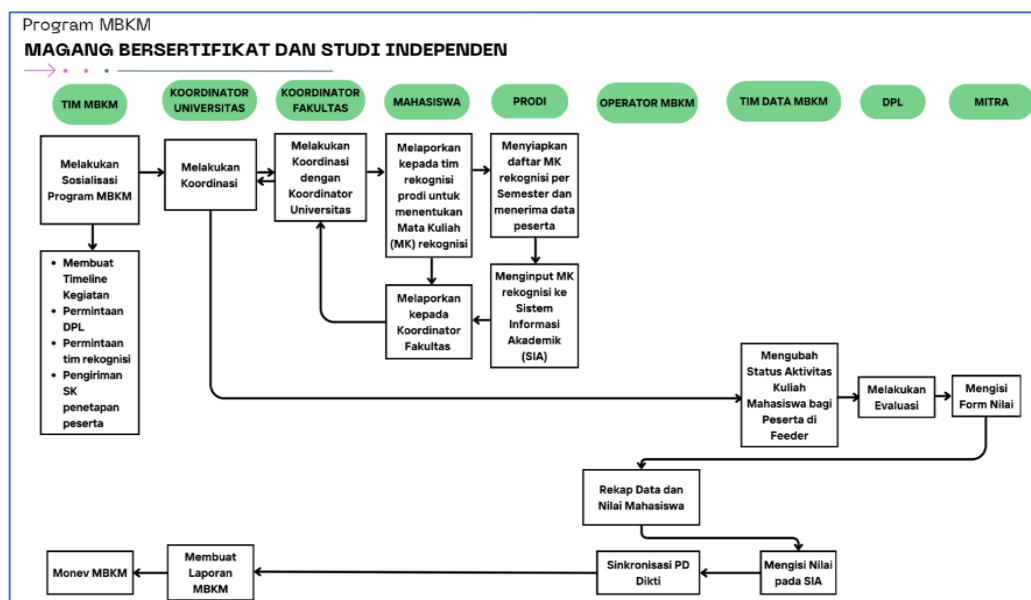 Program MBKM
MAGANG BERSERTIFIKAT DAN STUDI INDEPENDEN
TIM MBKM
KOORDINATOR
UNIVERSITAS
KOORDINATOR
FAKULTAS
MAHASISWA
PRODI
OPERATOR MBKM
TIM DATA MBKM
DPL
MITRA
Melakukan
Sosialisasi
Program MBKM
Melakukan
Koordinasi
Melakukan
Koordinasi
dengan
Koordinator
Universitas
Melaporkan
kepada tim
rekognisi
prodi untuk
menentukan
Mata Kuliah
(MK) rekognisi
Menyiapkan
daftar MK
rekognisi per
Semester dan
menerima data
peserta
• Membuat
Timeline
Kegiatan
• Permintaan
DPL
• Permintaan
tim rekognisi
• Pengiriman
SK
penetapan
peserta
Melaporkan
kepada
Koordinator
Fakultas
Menginput MK
rekognisi ke
Sistem
Informasi
Akademik
(SIA)
Mengubah
Status Aktivitas
Kuliah
Mahasiswa bagi
Peserta di
Feeder
Melakukan
Evaluasi
Mengisi
Form Nilai
Rekap Data dan
Nilai Mahasiswa
Monev MBKM
Membuat
Laporan
MBKM
Sinkronisasi PD
Dikti
Mengisi Nilai
pada SIA